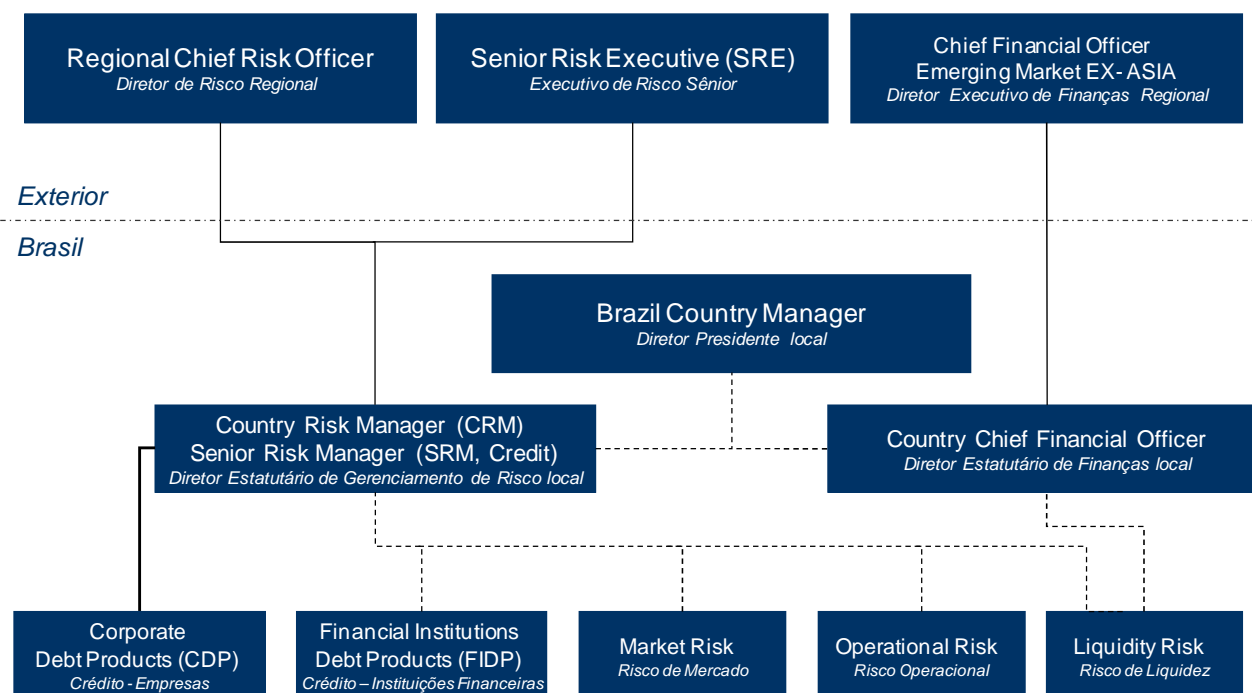 Regional Chief Risk Officer
Diretor de Risco Regional
Senior Risk Executive (SRE)
Executivo de Risco Sênior
Chief Financial Officer
Emerging Market EX- ASIA
Diretor Executivo de Finanças Regional
Exterior
Brasil
Brazil Country Manager
Diretor Presidente local
Country Risk Manager (CRM)
Senior Risk Manager (SRM, Credit)
Diretor Estatutário de Gerenciamento de Risco local
Country Chief Financial Officer
Diretor Estatutário de Finanças local
Corporate
Debt Products (CDP)
Crédito - Empresas
Financial Institutions
Debt Products (FIDP)
Crédito – Instituições Financeiras
Market Risk
Risco de Mercado
Operational Risk
Risco Operacional
Liquidity Risk
Risco de Liquidez